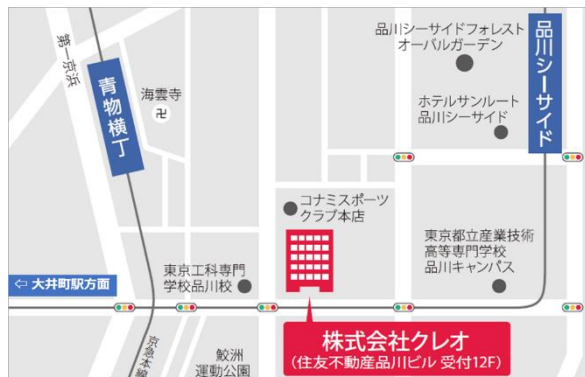 第一京浜
青物横丁
海雲寺
卍
品川シーサイドフォレスト
オーバルガーデン
ホテルサンルート
品川シーサイド
品川シーサイド
コナミスポーツ
クラブ本店
東京都立産業技術
高等専門学校
品川キャンパス
⇦ 大井町駅方面
東京工科専門
学校品川校
株式会社クレオ
(住友不動産品川ビル 受付12F)
京急本線
鮫洲
運動公園